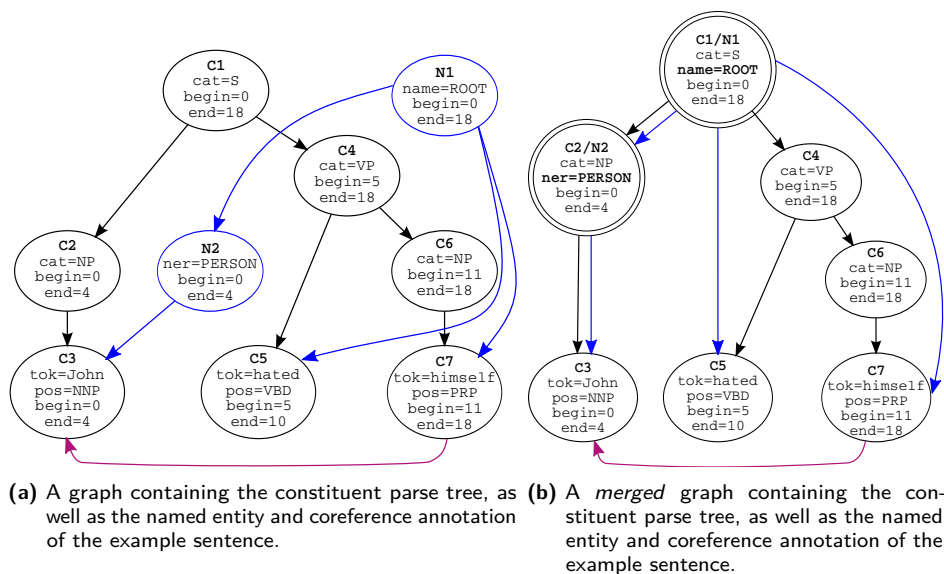 C1
cat=S
begin=0
end=18
N1
name=ROOT
begin=0
end=18
C4
cat=VP
begin=5
end=18
C2
cat=NP
begin=0
end=4
N2
ner=PERSON
begin=0
end=4
C6
cat=NP
begin=11
end=18
C3
tok=John
pos=NNP
begin=0
end=4
C5
tok=hated
pos=VBD
begin=5
end=10
C7
tok=himself
pos=PRP
begin=11
end=18
(a) A graph containing the constituent parse tree, as
well as the named entity and coreference annotation
of the example sentence.
C1/N1
cat=S
name=ROOT
begin=0
end=18
C2/N2
cat=NP
ner=PERSON
begin=0
end=4
C4
cat=VP
begin=5
end=18
C6
cat=NP
begin=11
end=18
C3
tok=John
pos=NNP
begin=0
end=4
C5
tok=hated
pos=VBD
begin=5
end=10
C7
tok=himself
pos=PRP
begin=11
end=18
(b) A merged graph containing the con-
stituent parse tree, as well as the named
entity and coreference annotation of the
example sentence.